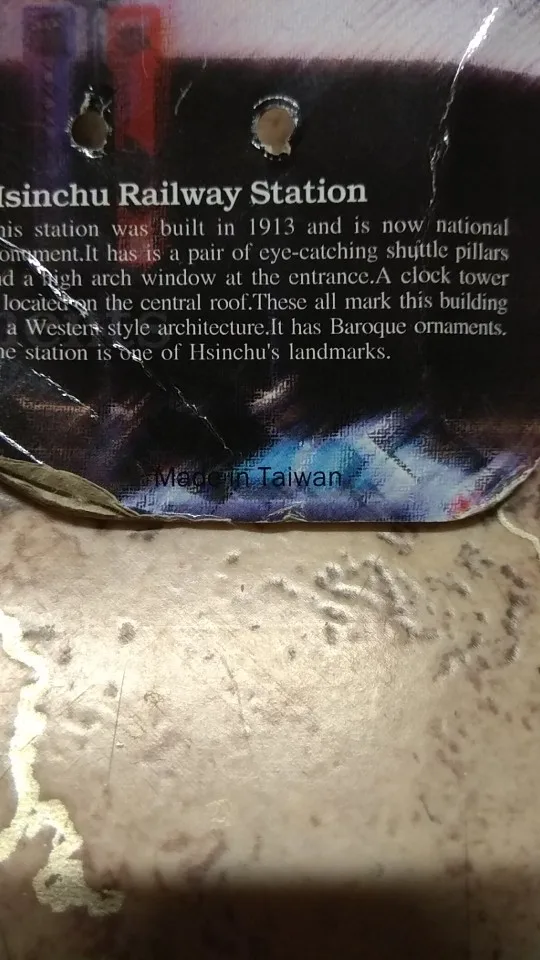 sinchu Railway Station
his station was built in 1913 and is now national
onument.It has is a pair of eye-catching shuttle pillars
d a high arch window at the entrance.A clock tower
located on the central roof.These all mark this building
a Western style architecture.It has Baroque ornaments.
e station is one of Hsinchu's landmarks.
Made in Taiwan